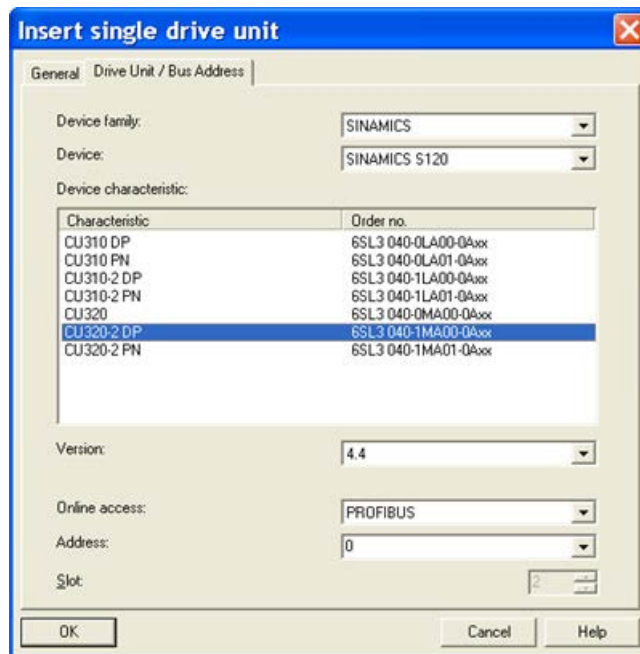 Insert single drive unit
General Drive Unit / Bus Address
Device family: SINAMICS
Device: SINAMICS S120
Device characteristic:
Characteristic Order no.
CU310 DP 6SL3 040-0LA00-0Axx
CU310 PN 6SL3 040-0LA01-0Axx
CU310-2 DP 6SL3 040-1LA00-0Axx
CU310-2 PN 6SL3 040-1LA01-0Axx
CU320 6SL3 040-0MA00-0Axx
CU320-2 DP 6SL3 040-1MA00-0Axx
CU320-2 PN 6SL3 040-1MA01-0Axx
Version: 4.4
Online access: PROFIBUS
Address: 0
Slot: 2
OK Cancel Help